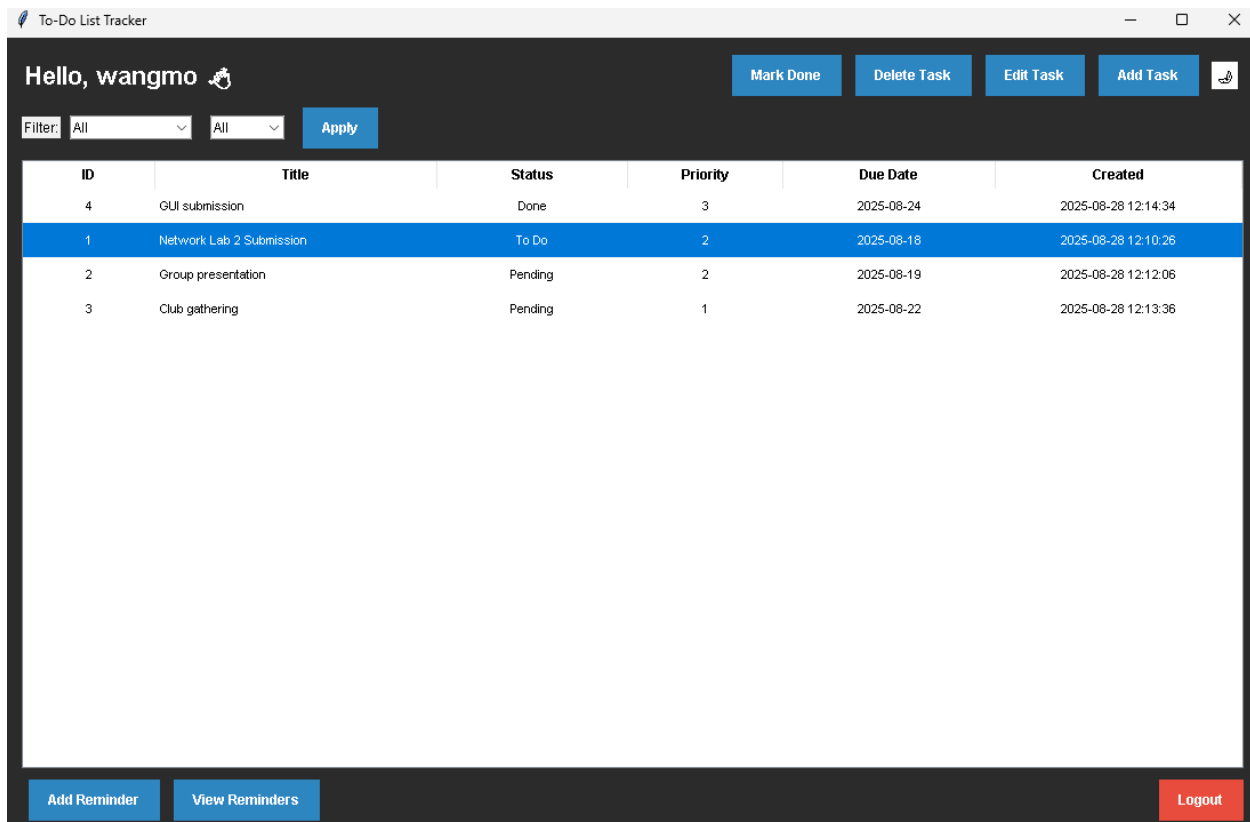 To-Do List Tracker
Hello, wangmo
Mark Done Delete Task Edit Task Add Task
Filter: All All Apply
ID Title Status Priority Due Date Created
4 GUI submission Done 3 2025-08-24 2025-08-28 12:14:34
1 Network Lab 2 Submission To Do 2 2025-08-18 2025-08-28 12:10:26
2 Group presentation Pending 2 2025-08-19 2025-08-28 12:12:06
3 Club gathering Pending 1 2025-08-22 2025-08-28 12:13:36
Add Reminder View Reminders Logout